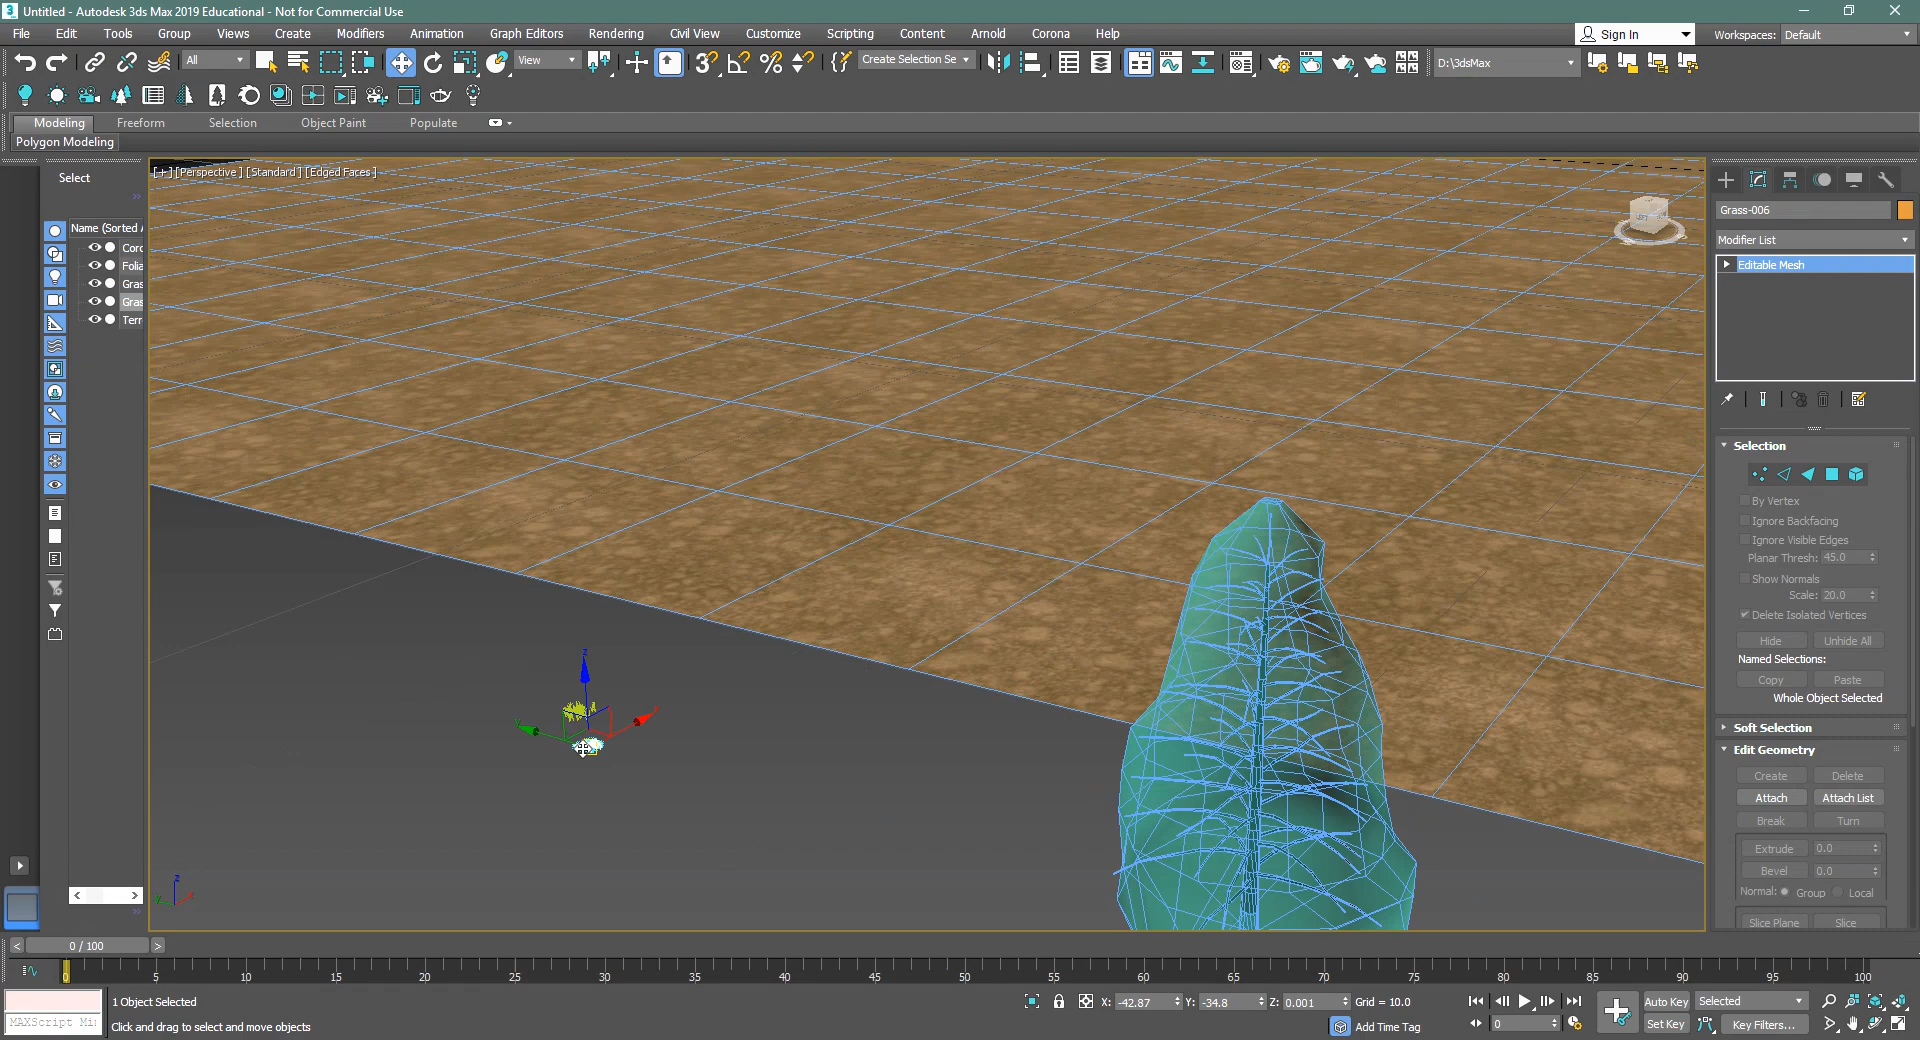 Untitled - Autodesk 3ds Max 2019 Educational - Not for Commercial Use
File Edit Tools Group Views Create Modifiers Animation Graph Editors Rendering Civil View Customize Scripting Content Arnold Corona Help
Sign In Workspaces: Default
All View Create Selection Se D:\3dsMax
Modeling Freeform Selection Object Paint Populate
Polygon Modeling
Select
Name (Sorted A
Coro
Folia
Gras
Gras
Terr
[+] [Perspective] [Standard] [Edged Faces]
z
x
y
z
y
Grass-006
Modifier List
Editable Mesh
Selection
By Vertex
Ignore Backfacing
Ignore Visible Edges
Planar Thresh: 45.0
Show Normals
Scale: 20.0
Delete Isolated Vertices
Hide Unhide All
Named Selections:
Copy Paste
Whole Object Selected
Soft Selection
Edit Geometry
Create Delete
Attach Attach List
Break Turn
Extrude 0.0
Bevel 0.0
Normal: Group Local
Slice Plane Slice
< 0 / 100 >
0 5 10 15 20 25 30 35 40 45 50 55 60 65 70 75 80 85 90 95 100
1 Object Selected
X: -42.87 Y: -34.8 Z: 0.001 Grid = 10.0
Auto Key Selected
MAXScript Mi
Click and drag to select and move objects
Add Time Tag
0
Set Key Key Filters...